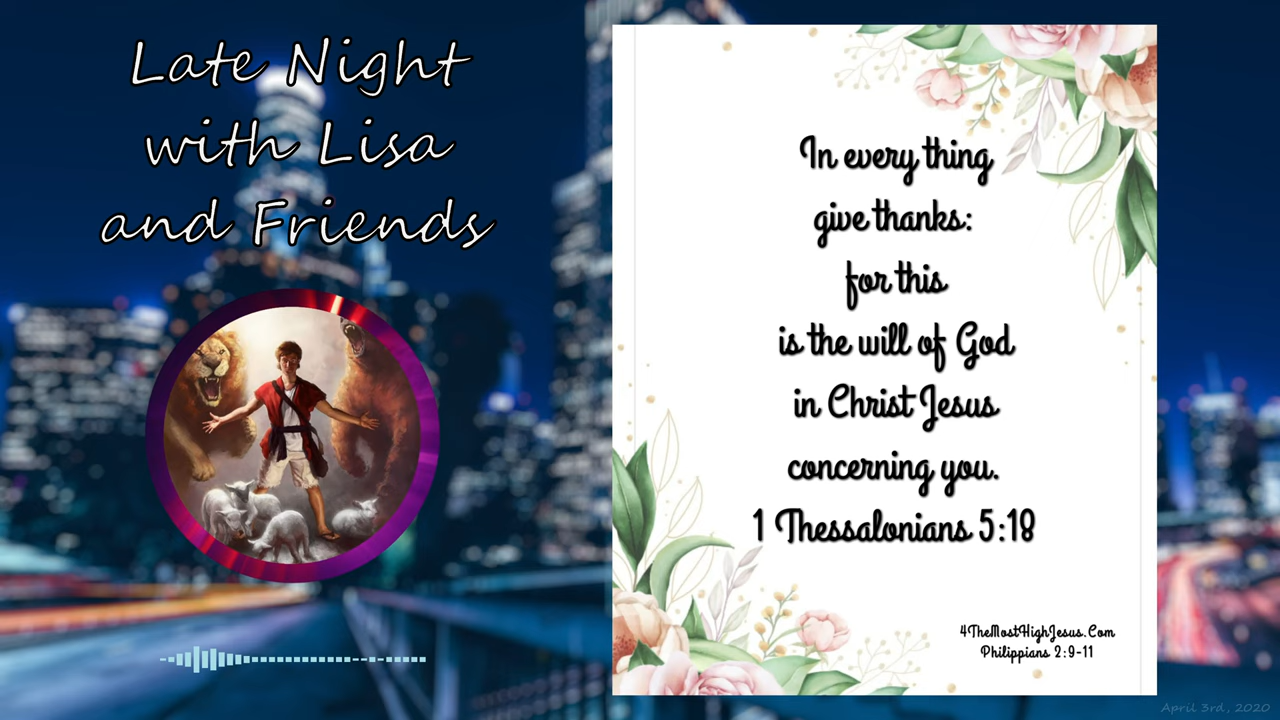 Late Night
with Lisa
and Friends
In every thing
give thanks:
for this
is the will of God
in Christ Jesus
concerning you.
1 Thessalonians 5:18
4TheMostHighJesus.Com
Philippians 2:9-11
April 3rd, 2020